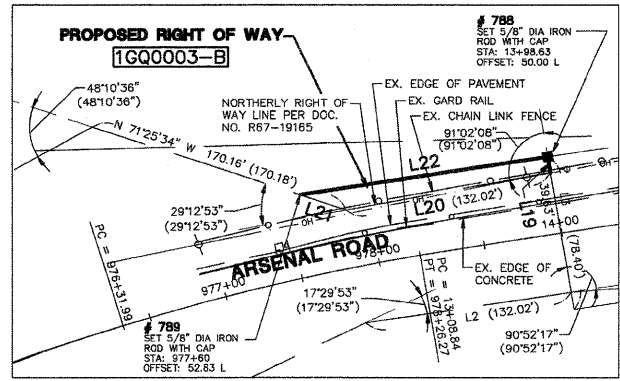 PROPOSED RIGHT OF WAY
1GQ0003-B
# 788
SET 5/8" DIA IRON
ROD WITH CAP
STA: 13+98.63
OFFSET: 50.00 L
48°10'36"
(48°10'36")
N 71°25'34" W
170.16' (170.18')
NORTHERLY RIGHT OF
WAY LINE PER DOC.
NO. R67-19165
EX. EDGE OF PAVEMENT
EX. GARD RAIL
EX. CHAIN LINK FENCE
91°02'08"
(91°02'08")
L22
OH
29°12'53"
(29°12'53")
OH
L20 (132.02')
L19
14+00
(78.40')
PC = 976+31.99
ARSENAL ROAD
977+00
978+00
17°29'53"
(17°29'53")
PC = 13+08.84
PT = 978+26.27
EX. EDGE OF
CONCRETE
L2 (132.02')
90°52'17"
(90°52'17")
# 789
SET 5/8" DIA IRON
ROD WITH CAP
STA: 977+60
OFFSET: 52.83 L